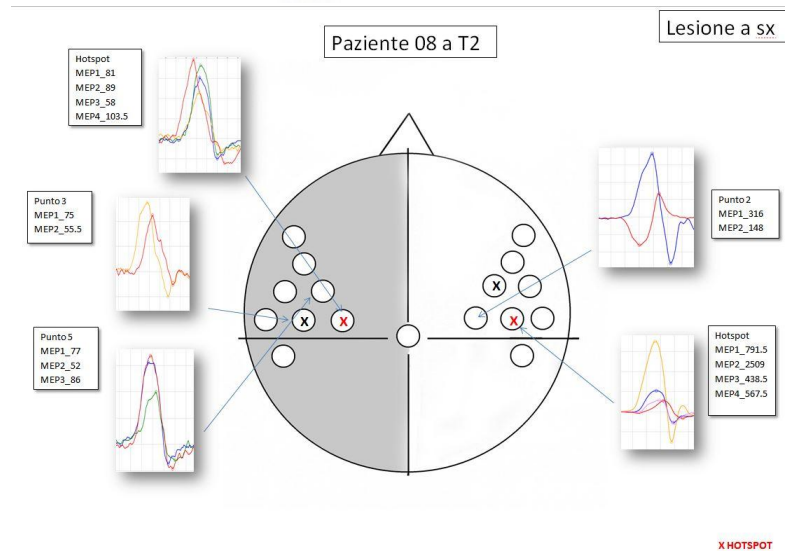 Paziente 08 a T2
Lesione a sx
Hotspot
MEP1_81
MEP2_89
MEP3_58
MEP4_103.5
Punto 3
MEP1_75
MEP2_55.5
Punto 5
MEP1_77
MEP2_52
MEP3_86
Punto 2
MEP1_316
MEP2_148
Hotspot
MEP1_791.5
MEP2_2509
MEP3_438.5
MEP4_567.5
X
X
X
X
X HOTSPOT